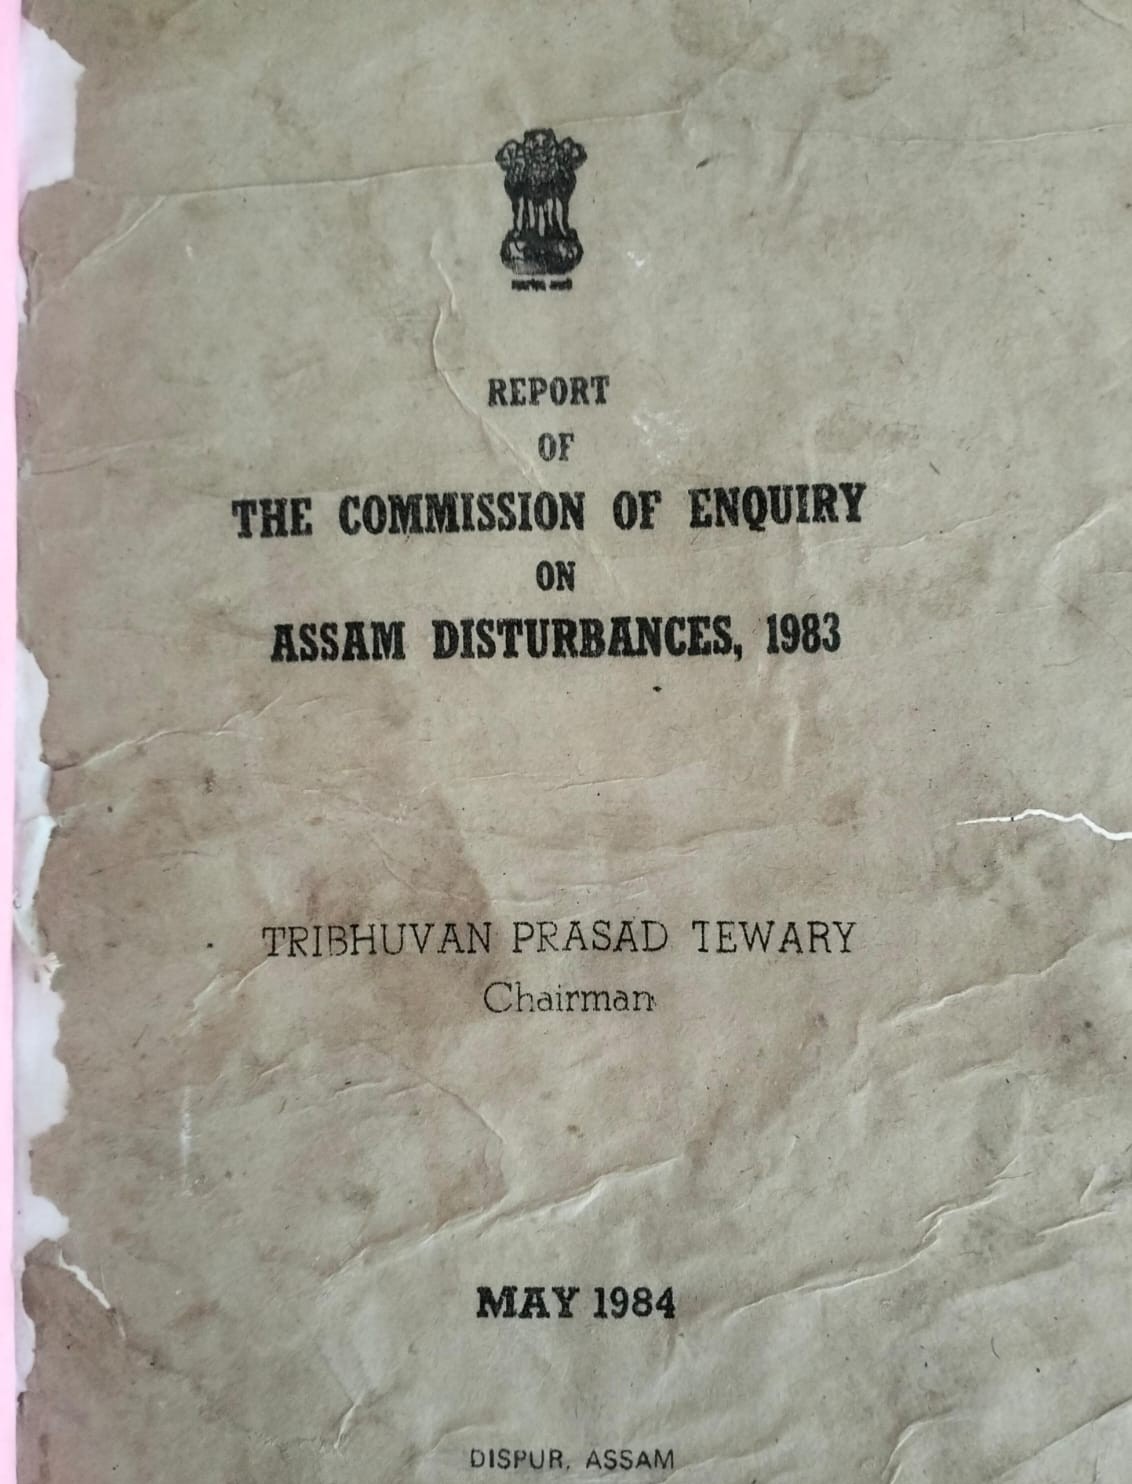 REPORT
OF
THE COMMISSION OF ENQUIRY
ON
ASSAM DISTURBANCES, 1983
TRIBHUVAN PRASAD TEWARY
Chairman
MAY 1984
DISPUR, ASSAM